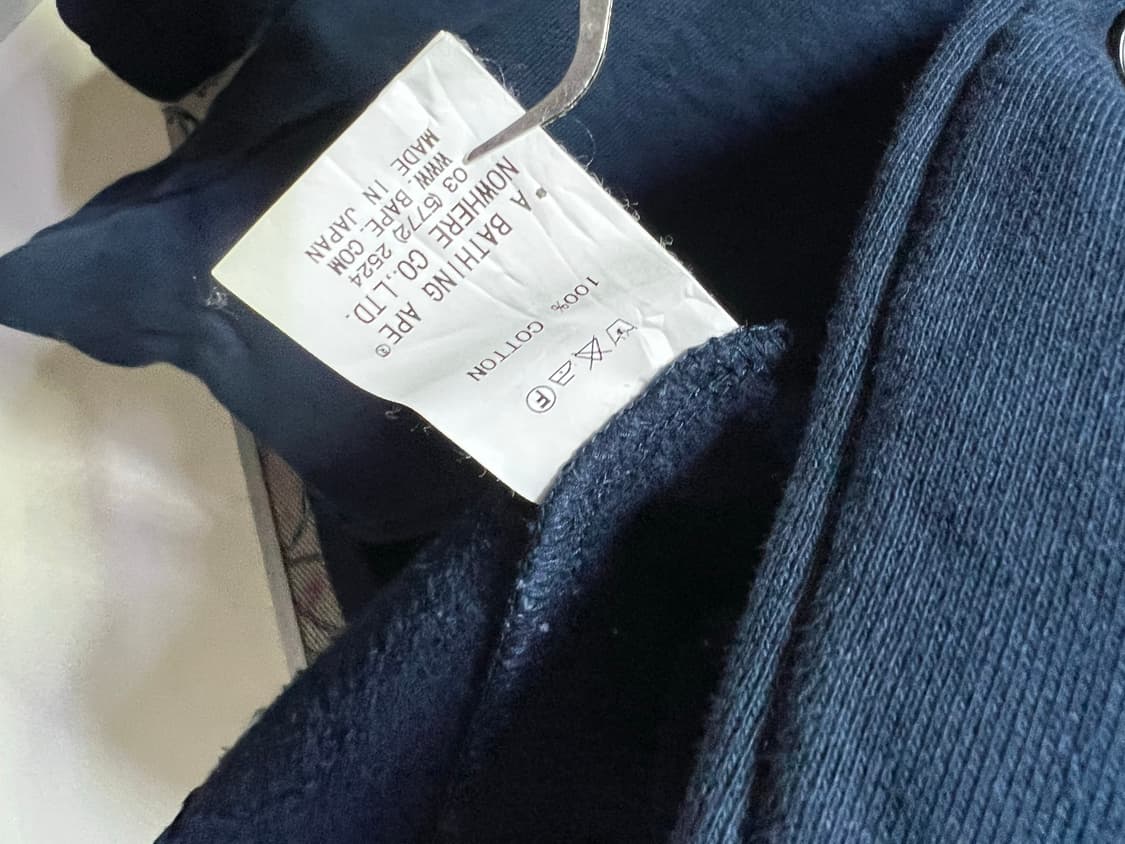 Ⓕ
100% COTTON
" A BATHING APE®
NOWHERE CO., LTD.
03 (5772) 2524
WWW. BAPE. COM
MADE IN JAPAN